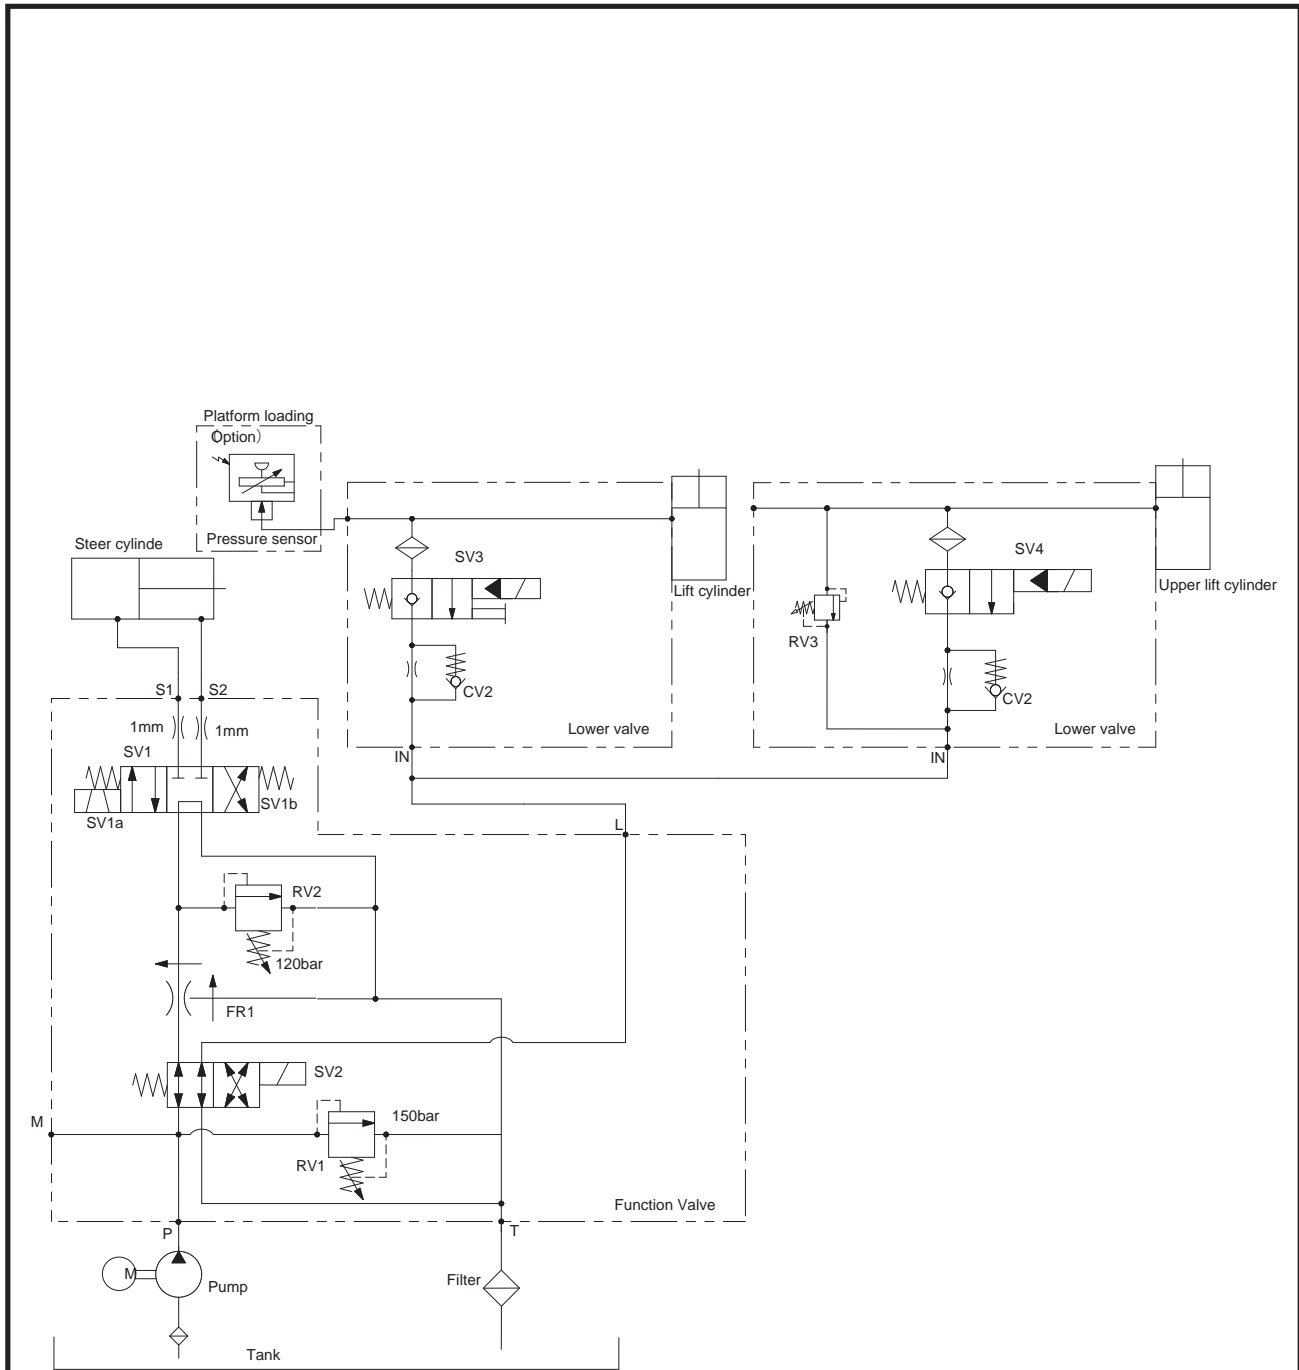 Platform loading
(Option)
Pressure sensor
Steer cylinde
SV3
Lift cylinder
CV2
Lower valve
IN
SV4
Upper lift cylinder
RV3
CV2
Lower valve
IN
S1
S2
1mm
1mm
SV1
SV1a
SV1b
L
RV2
120bar
FR1
SV2
M
150bar
RV1
Function Valve
P
T
M
Pump
Filter
Tank